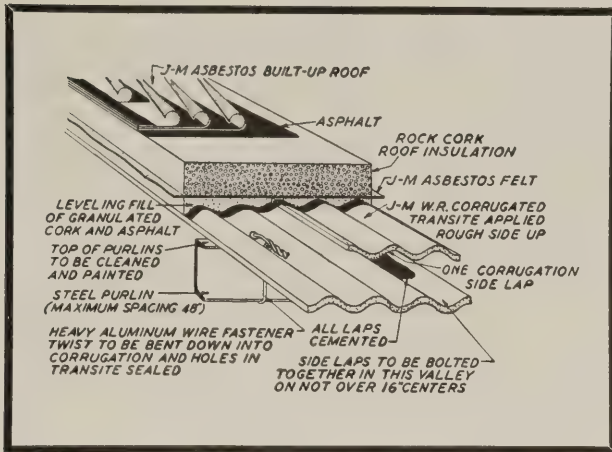 J-M ASBESTOS BUILT-UP ROOF
ASPHALT
ROCK CORK
ROOF INSULATION
J-M ASBESTOS FELT
LEVELING FILL
OF GRANULATED
CORK AND ASPHALT
J-M W.R. CORRUGATED
TRANSITE APPLIED
ROUGH SIDE UP
TOP OF PURLINS
TO BE CLEANED
AND PAINTED
ONE CORRUGATION
SIDE LAP
STEEL PURLIN
(MAXIMUM SPACING 48")
HEAVY ALUMINUM WIRE FASTENER
TWIST TO BE BENT DOWN INTO
CORRUGATION AND HOLES IN
TRANSITE SEALED
ALL LAPS
CEMENTED
SIDE LAPS TO BE BOLTED
TOGETHER IN THIS VALLEY
ON NOT OVER 16" CENTERS